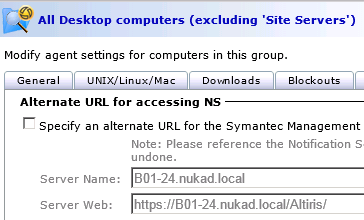 All Desktop computers (excluding 'Site Servers')
Modify agent settings for computers in this group.
General UNIX/Linux/Mac Downloads Blockouts
Alternate URL for accessing NS
Specify an alternate URL for the Symantec Management
Note: Please reference the Notification S
undone.
Server Name: B01-24.nukad.local
Server Web: https://B01-24.nukad.local/Altiris/